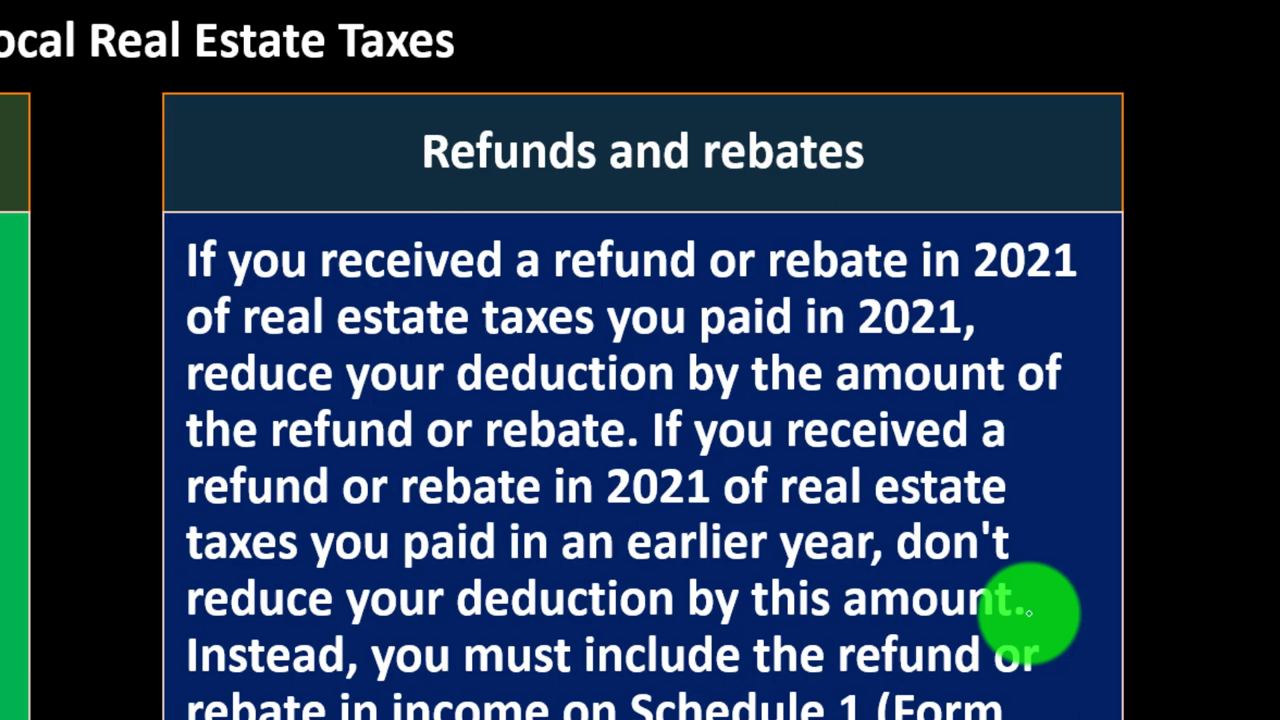 ocal Real Estate Taxes
Refunds and rebates
If you received a refund or rebate in 2021
of real estate taxes you paid in 2021,
reduce your deduction by the amount of
the refund or rebate. If you received a
refund or rebate in 2021 of real estate
taxes you paid in an earlier year, don't
reduce your deduction by this amount.
Instead, you must include the refund or
rebate in income on Schedule 1 (Form